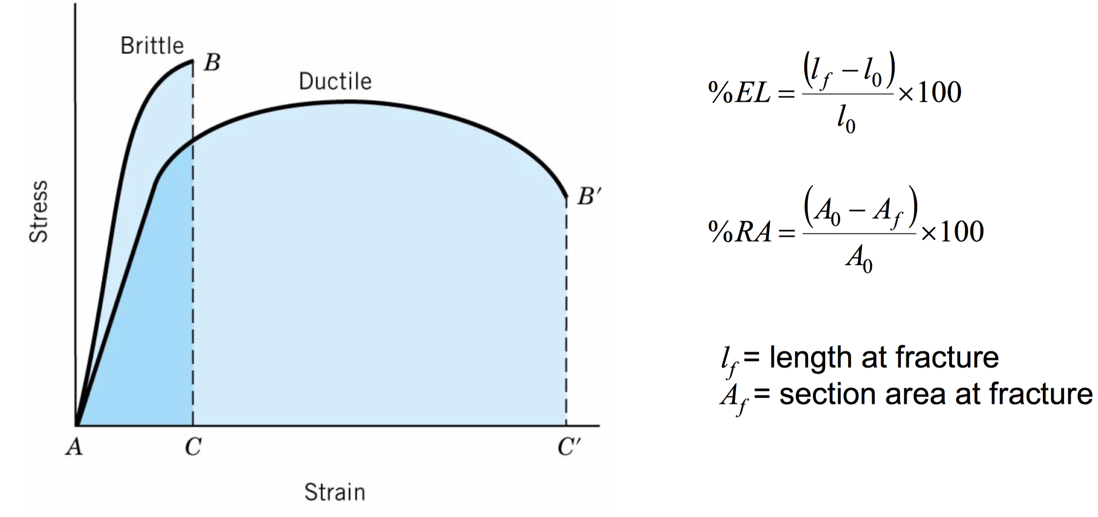 Brittle
B
Ductile
B′
Stress
A
C
C′
Strain
%EL = (l_f − l_0) / l_0 ×100
%RA = (A_0 − A_f) / A_0 ×100
l_f = length at fracture
A_f = section area at fracture